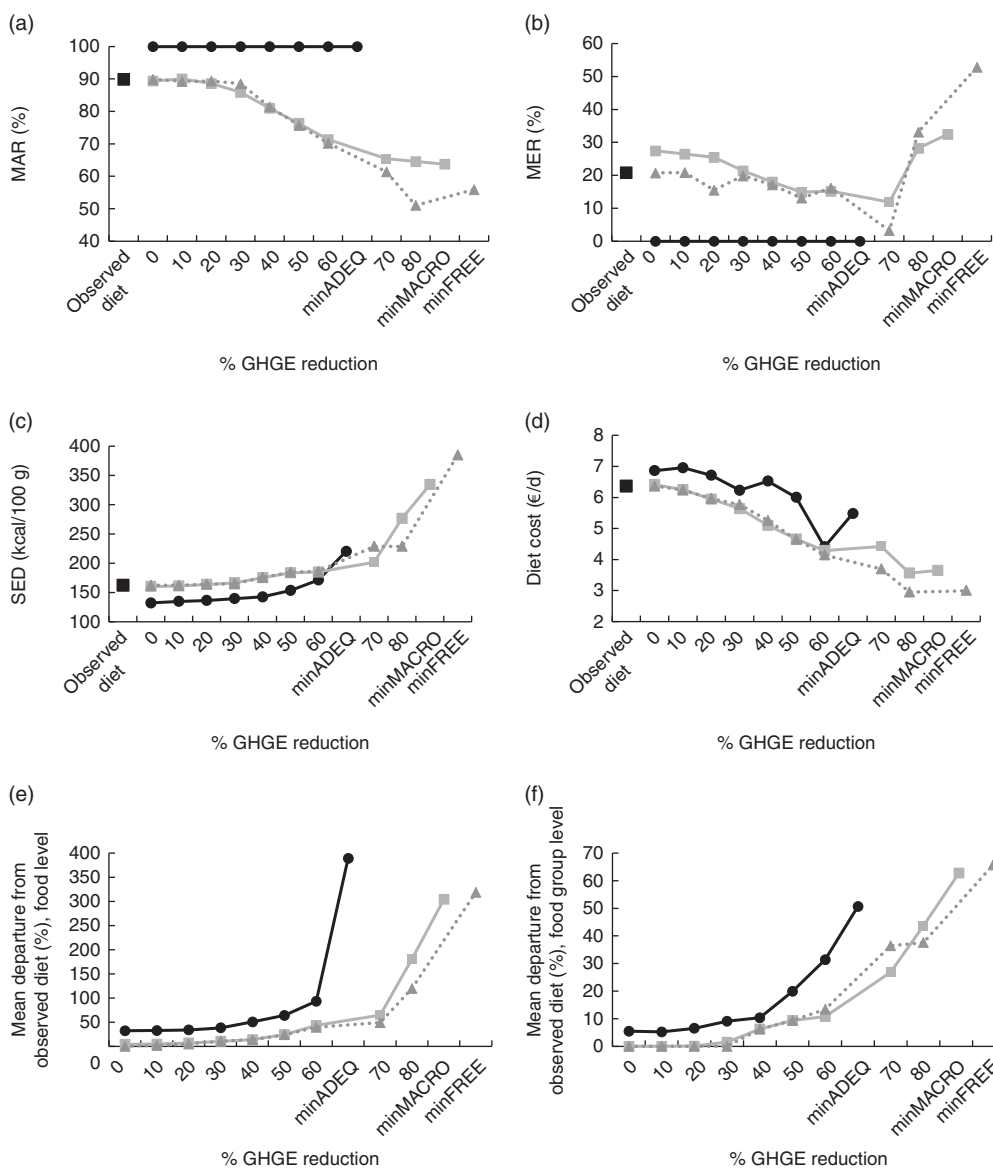 (a)
MAR (%)
100
90
80
70
60
50
40
Observed
diet
0
10
20
30
40
50
60
minADEQ
70
80
minMACRO
minFREE
% GHGE reduction
(b)
MER (%)
60
50
40
30
20
10
0
Observed
diet
0
10
20
30
40
50
60
minADEQ
70
80
minMACRO
minFREE
% GHGE reduction
(c)
SED (kcal/100 g)
400
350
300
250
200
150
100
Observed
diet
0
10
20
30
40
50
60
minADEQ
70
80
minMACRO
minFREE
% GHGE reduction
(d)
Diet cost (€/d)
8
7
6
5
4
3
2
Observed
diet
0
10
20
30
40
50
60
minADEQ
70
80
minMACRO
minFREE
% GHGE reduction
(e)
Mean departure from
observed diet (%), food level
400
350
300
250
200
150
100
50
0
0
10
20
30
40
50
60
minADEQ
70
80
minMACRO
minFREE
% GHGE reduction
(f)
Mean departure from
observed diet (%), food group level
70
60
50
40
30
20
10
0
0
10
20
30
40
50
60
minADEQ
70
80
minMACRO
minFREE
% GHGE reduction